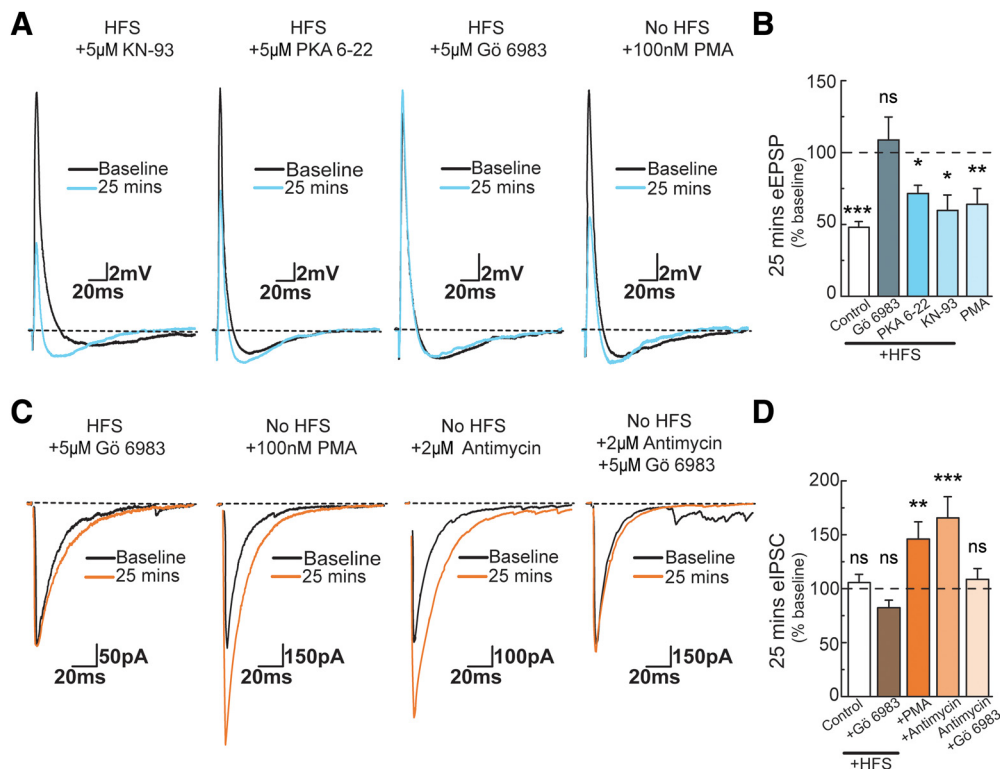 A
HFS
+5µM KN-93
HFS
+5µM PKA 6-22
HFS
+5µM Gö 6983
No HFS
+100nM PMA
Baseline
25 mins
2mV
20ms
Baseline
25 mins
2mV
20ms
Baseline
25 mins
2mV
20ms
Baseline
25 mins
2mV
20ms
B
25 mins eEPSP
(% baseline)
150
100
50
0
***
ns
*
*
**
Control
Gö 6983
PKA 6-22
KN-93
PMA
+HFS
C
HFS
+5µM Gö 6983
No HFS
+100nM PMA
No HFS
+2µM Antimycin
No HFS
+2µM Antimycin
+5µM Gö 6983
Baseline
25 mins
50pA
20ms
Baseline
25 mins
150pA
20ms
Baseline
25 mins
100pA
20ms
Baseline
25 mins
150pA
20ms
D
25 mins eIPSC
(% baseline)
200
150
100
50
0
ns
ns
**
***
ns
Control
+Gö 6983
+PMA
+Antimycin
Antimycin
+Gö 6983
+HFS